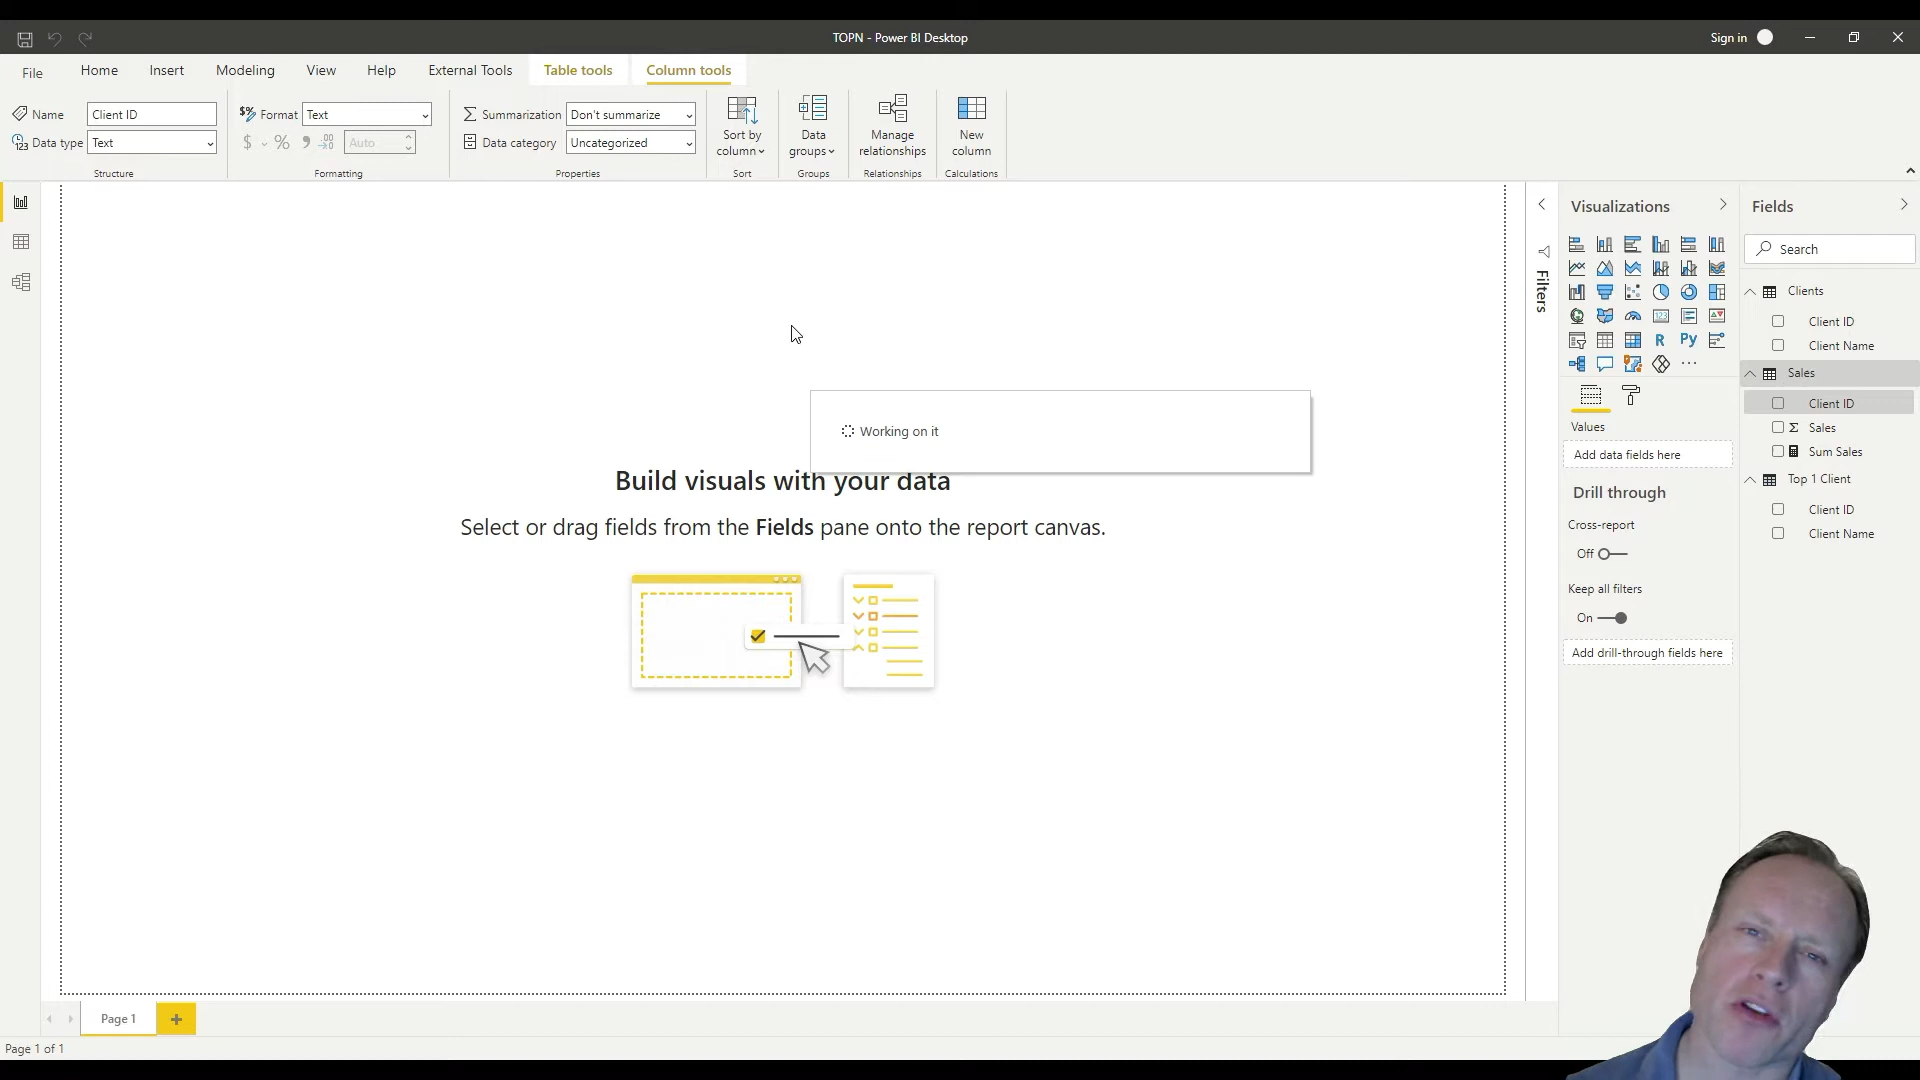 TOPN - Power BI Desktop
Sign in
File
Home
Insert
Modeling
View
Help
External Tools
Table tools
Column tools
Name
Client ID
Data type
Text
Structure
Format
Text
$
%
Auto
Formatting
Summarization
Don't summarize
Data category
Uncategorized
Properties
Sort by
column
Sort
Data
groups
Groups
Manage
relationships
Relationships
New
column
Calculations
Working on it
Build visuals with your data
Select or drag fields from the Fields pane onto the report canvas.
Filters
Visualizations
R
Py
123
Values
Add data fields here
Drill through
Cross-report
Off
Keep all filters
On
Add drill-through fields here
Fields
Search
Clients
Client ID
Client Name
Sales
Client ID
Sales
Sum Sales
Top 1 Client
Client ID
Client Name
Page 1
Page 1 of 1